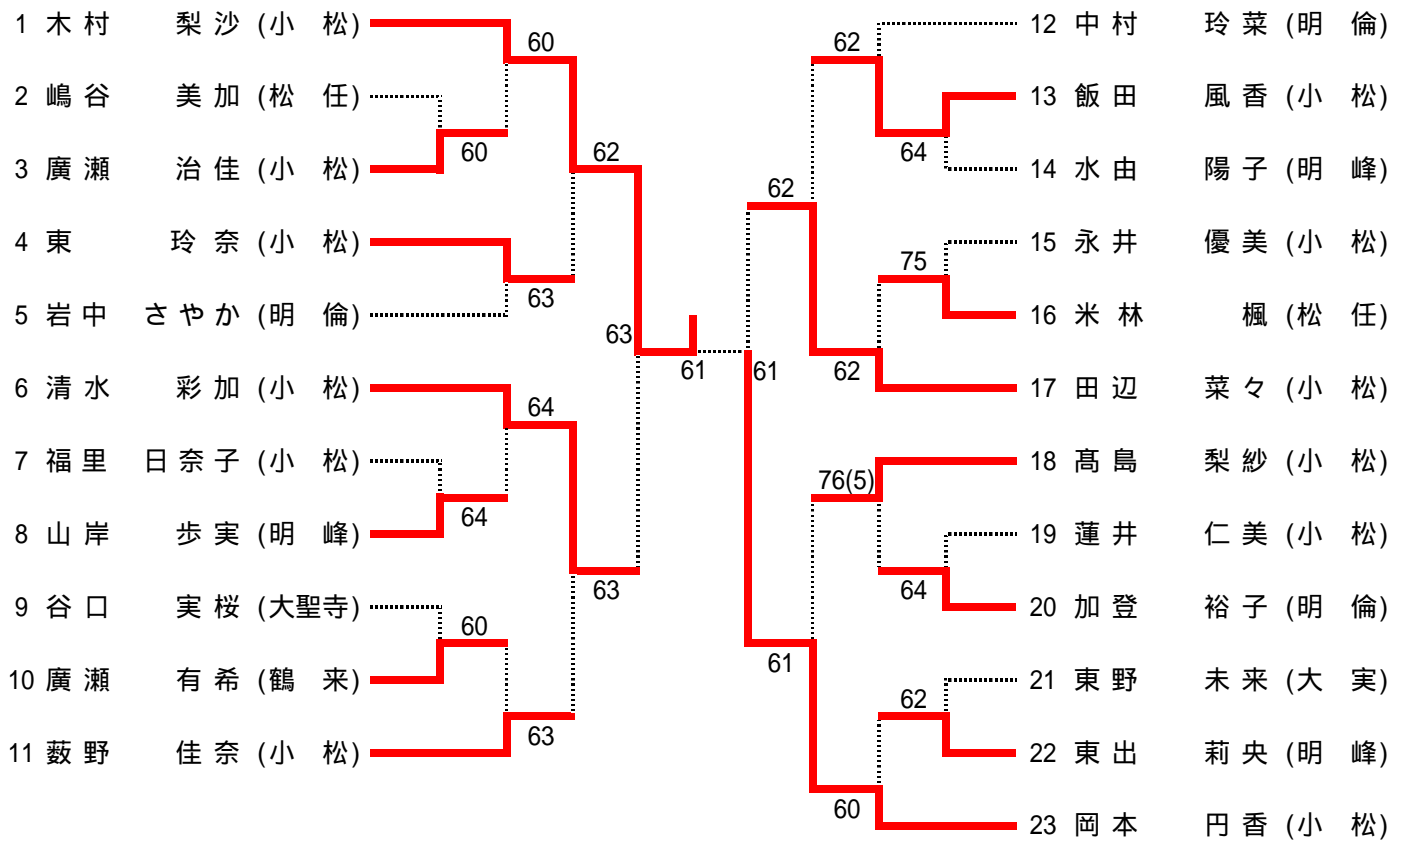 1 木村 梨沙 (小 松)
60
2 嶋谷 美加 (松 任)
60
3 廣瀬 治佳 (小 松)
62
4 東 玲奈 (小 松)
63
5 岩中 さやか (明 倫)
63
6 清水 彩加 (小 松)
64
7 福里 日奈子 (小 松)
64
8 山岸 歩実 (明 峰)
63
9 谷口 実桜 (大聖寺)
60
10 廣瀬 有希 (鶴 来)
63
11 薮野 佳奈 (小 松)
61
61
12 中村 玲菜 (明 倫)
62
13 飯田 風香 (小 松)
64
14 水由 陽子 (明 峰)
62
15 永井 優美 (小 松)
75
16 米林 楓 (松 任)
62
17 田辺 菜々 (小 松)
18 髙島 梨紗 (小 松)
76(5)
19 蓮井 仁美 (小 松)
64
20 加登 裕子 (明 倫)
61
21 東野 未来 (大 実)
62
22 東出 莉央 (明 峰)
60
23 岡本 円香 (小 松)